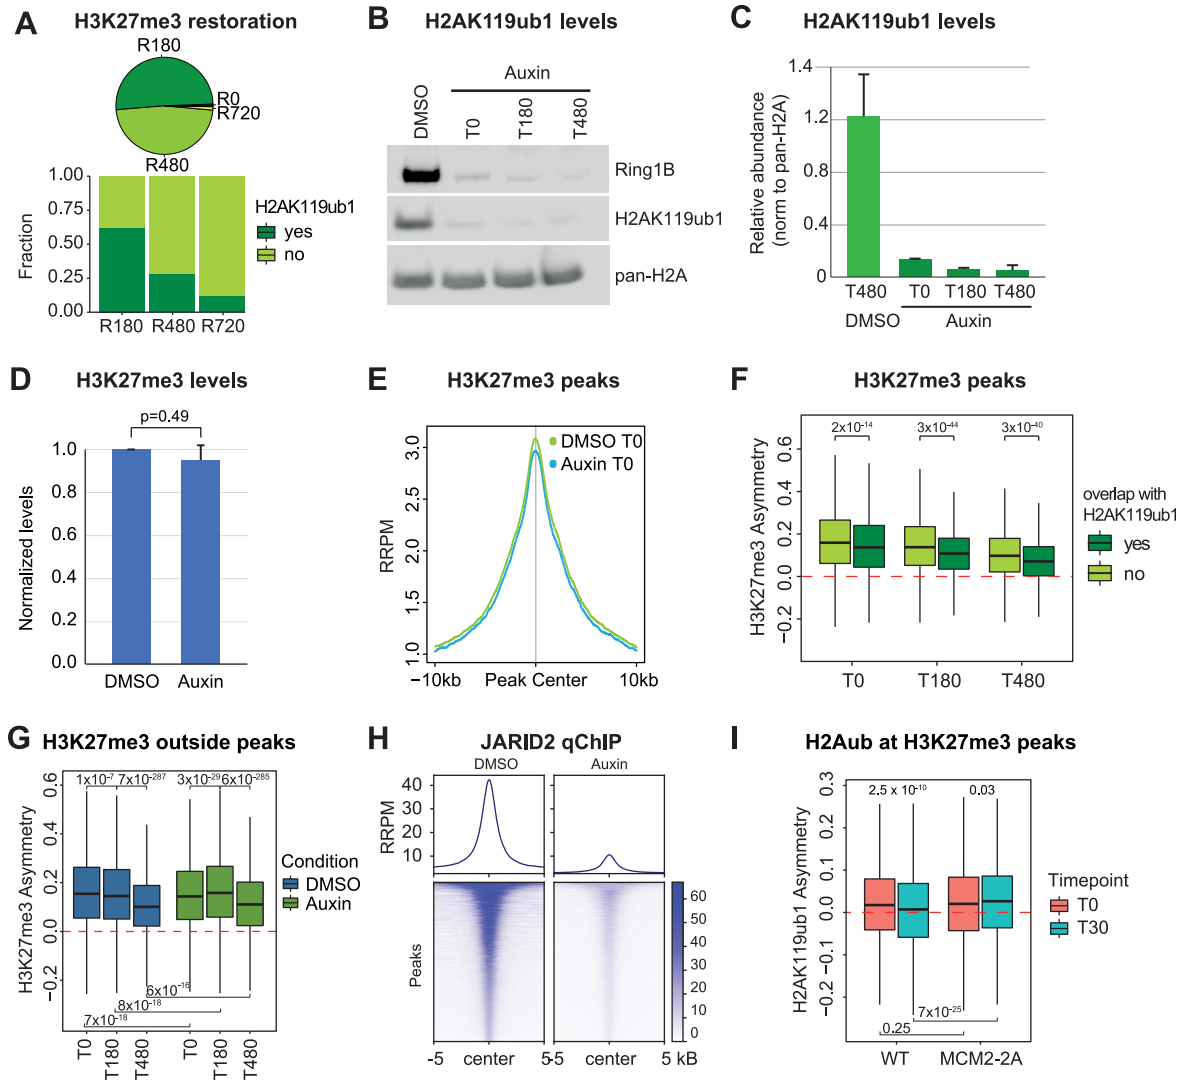 A
H3K27me3 restoration
R180
R0
R720
R480
1.00
0.75
0.50
0.25
0.00
Fraction
R180 R480 R720
H2AK119ub1
yes
no
B
H2AK119ub1 levels
Auxin
DMSO
T0
T180
T480
Ring1B
H2AK119ub1
pan-H2A
C
H2AK119ub1 levels
Relative abundance
(norm to pan-H2A)
1.4
1.2
0.8
0.4
0
T480 T0 T180 T480
DMSO Auxin
D
H3K27me3 levels
p=0.49
Normalized levels
1.0
0.8
0.6
0.4
0.2
0.0
DMSO Auxin
E
H3K27me3 peaks
DMSO T0
Auxin T0
RRPM
3.0
2.5
2.0
1.5
1.0
−10kb Peak Center 10kb
F
H3K27me3 peaks
2x10-14 3x10-44 3x10-40
H3K27me3 Asymmetry
0.6
0.4
0.2
0.0
−0.2
T0 T180 T480
overlap with
H2AK119ub1
yes
no
G
H3K27me3 outside peaks
1x10-7 7x10-287 3x10-29 6x10-285
H3K27me3 Asymmetry
0.6
0.4
0.2
0.0
−0.2
6x10-16
8x10-18
7x10-18
T0 T180 T480 T0 T180 T480
Condition
DMSO
Auxin
H
JARID2 qChIP
DMSO Auxin
RRPM
40
30
20
10
Peaks
60
50
40
30
20
10
0
-5 center 5 -5 center 5 kB
I
H2Aub at H3K27me3 peaks
2.5 x 10-10 0.03
H2AK119ub1 Asymmetry
0.3
0.2
0.1
0.0
−0.1
−0.2
7x10-25
0.25
WT MCM2-2A
Timepoint
T0
T30